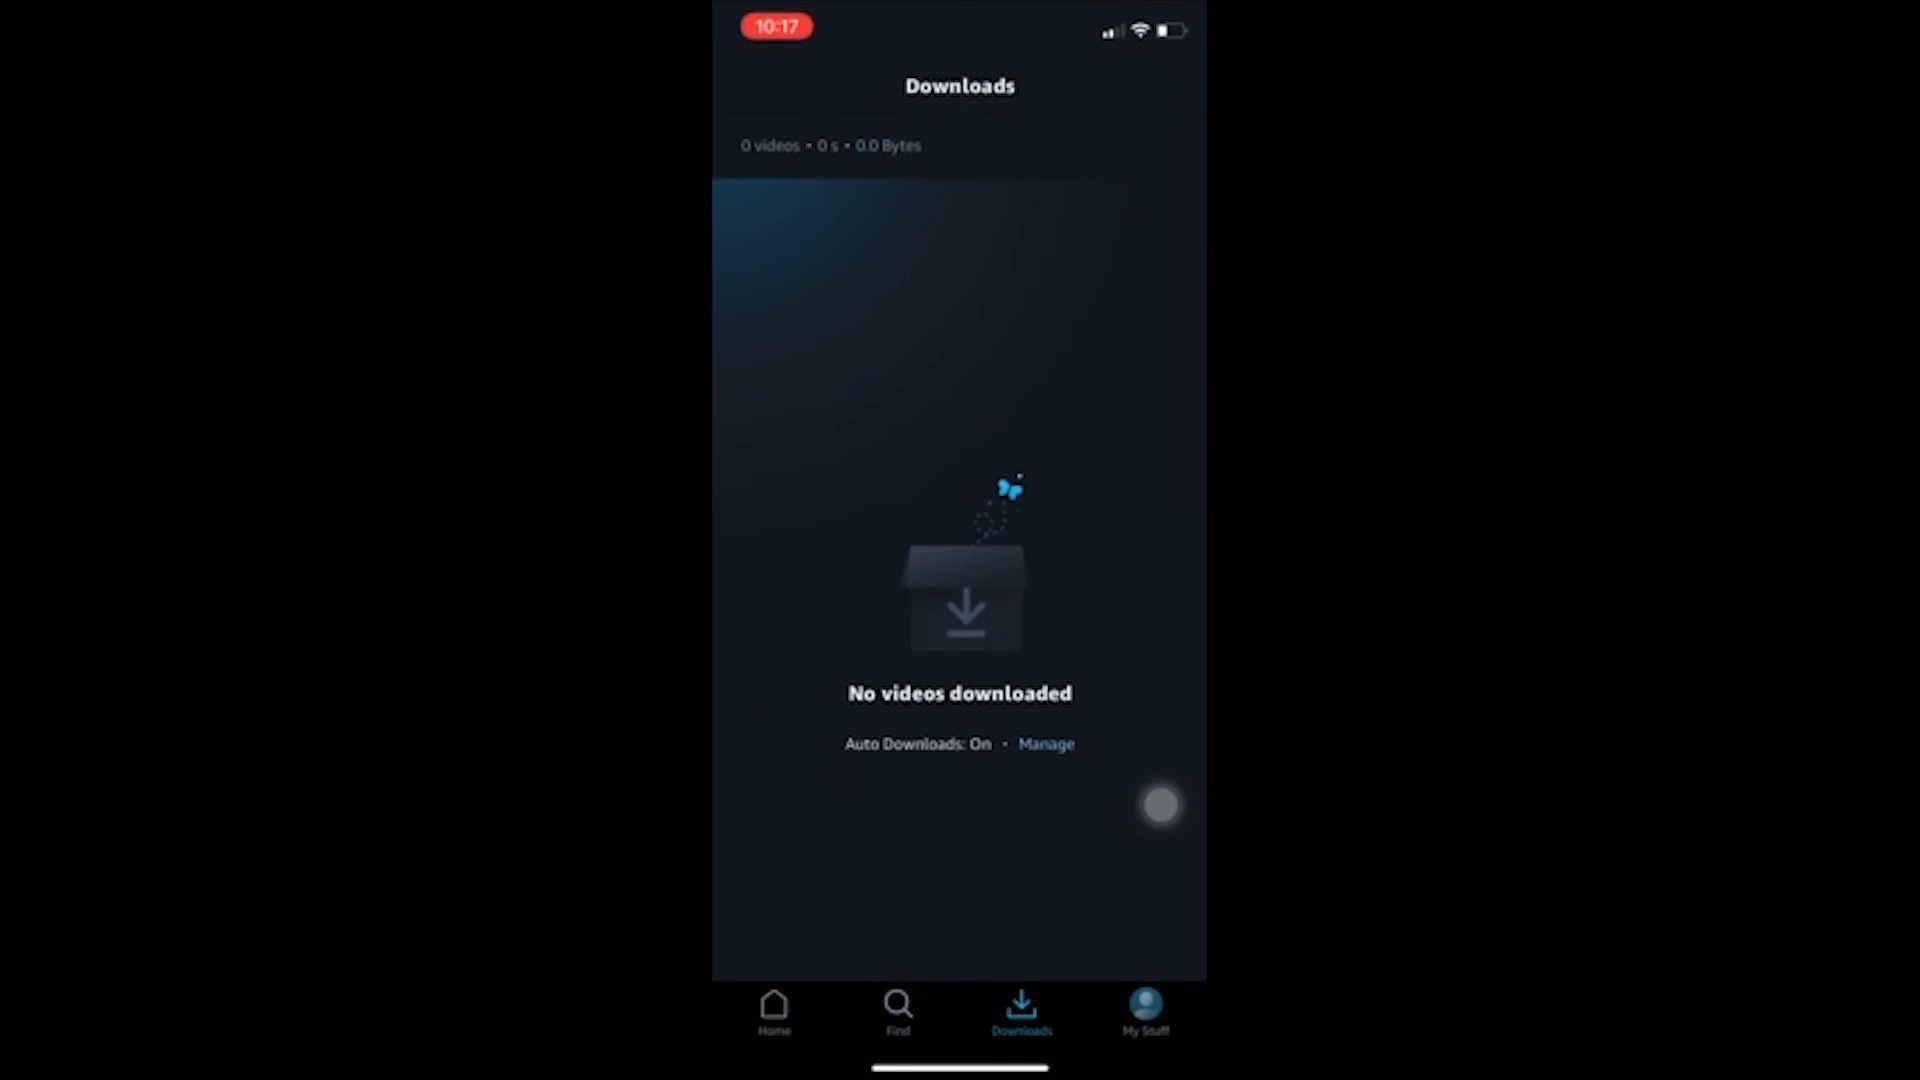 10:17
Downloads
0 videos • 0 s • 0.0 Bytes
No videos downloaded
Auto Downloads: On • Manage
Home
Find
Downloads
My Stuff